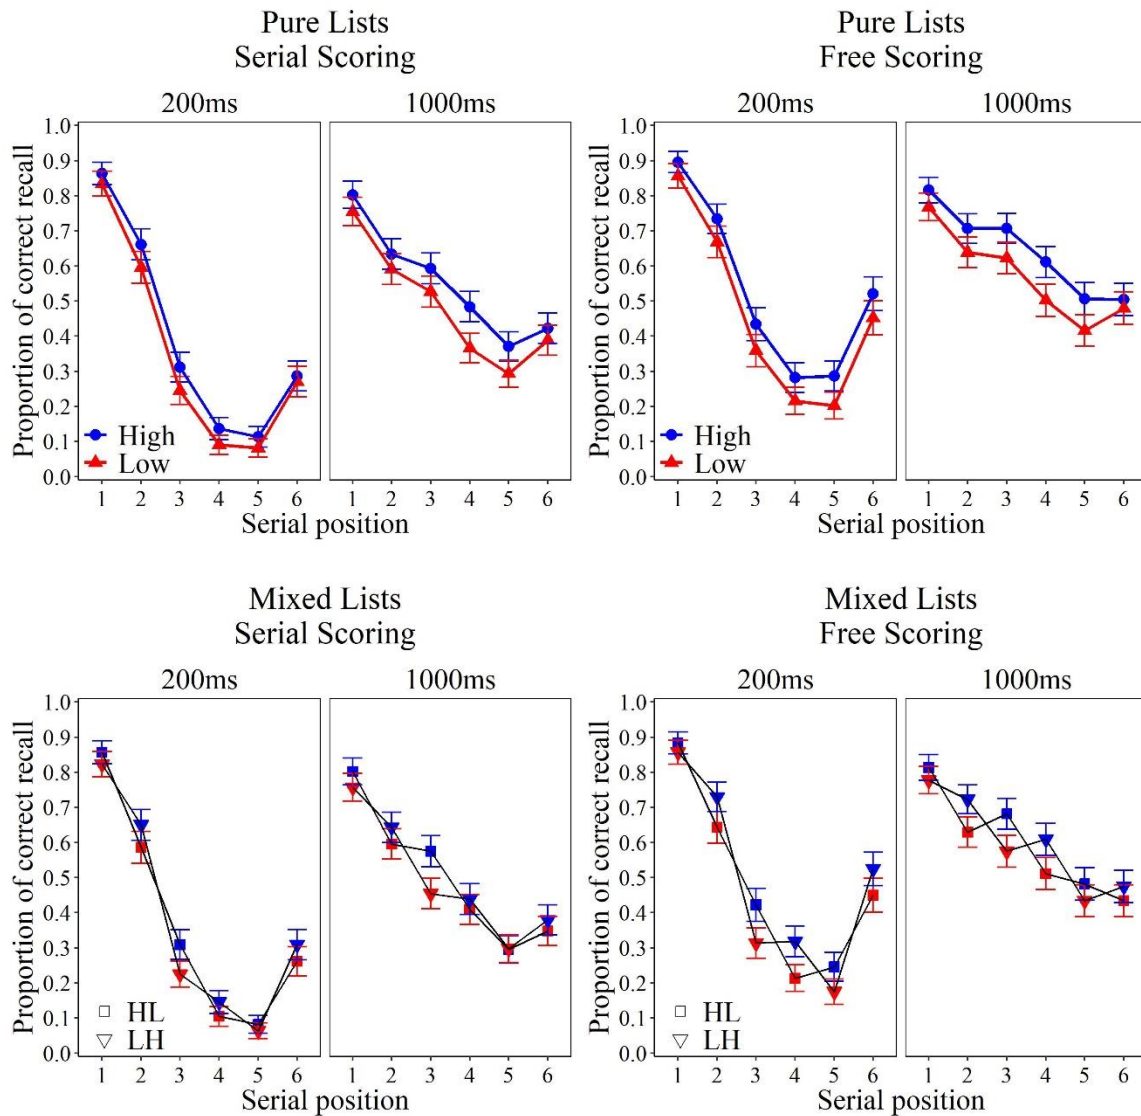 Pure Lists
Serial Scoring
200ms
1000ms
Proportion of correct recall
1.0
0.9
0.8
0.7
0.6
0.5
0.4
0.3
0.2
0.1
0.0
High
Low
1 2 3 4 5 6
1 2 3 4 5 6
Serial position
Pure Lists
Free Scoring
200ms
1000ms
Proportion of correct recall
1.0
0.9
0.8
0.7
0.6
0.5
0.4
0.3
0.2
0.1
0.0
High
Low
1 2 3 4 5 6
1 2 3 4 5 6
Serial position
Mixed Lists
Serial Scoring
200ms
1000ms
Proportion of correct recall
1.0
0.9
0.8
0.7
0.6
0.5
0.4
0.3
0.2
0.1
0.0
HL
LH
1 2 3 4 5 6
1 2 3 4 5 6
Serial position
Mixed Lists
Free Scoring
200ms
1000ms
Proportion of correct recall
1.0
0.9
0.8
0.7
0.6
0.5
0.4
0.3
0.2
0.1
0.0
HL
LH
1 2 3 4 5 6
1 2 3 4 5 6
Serial position